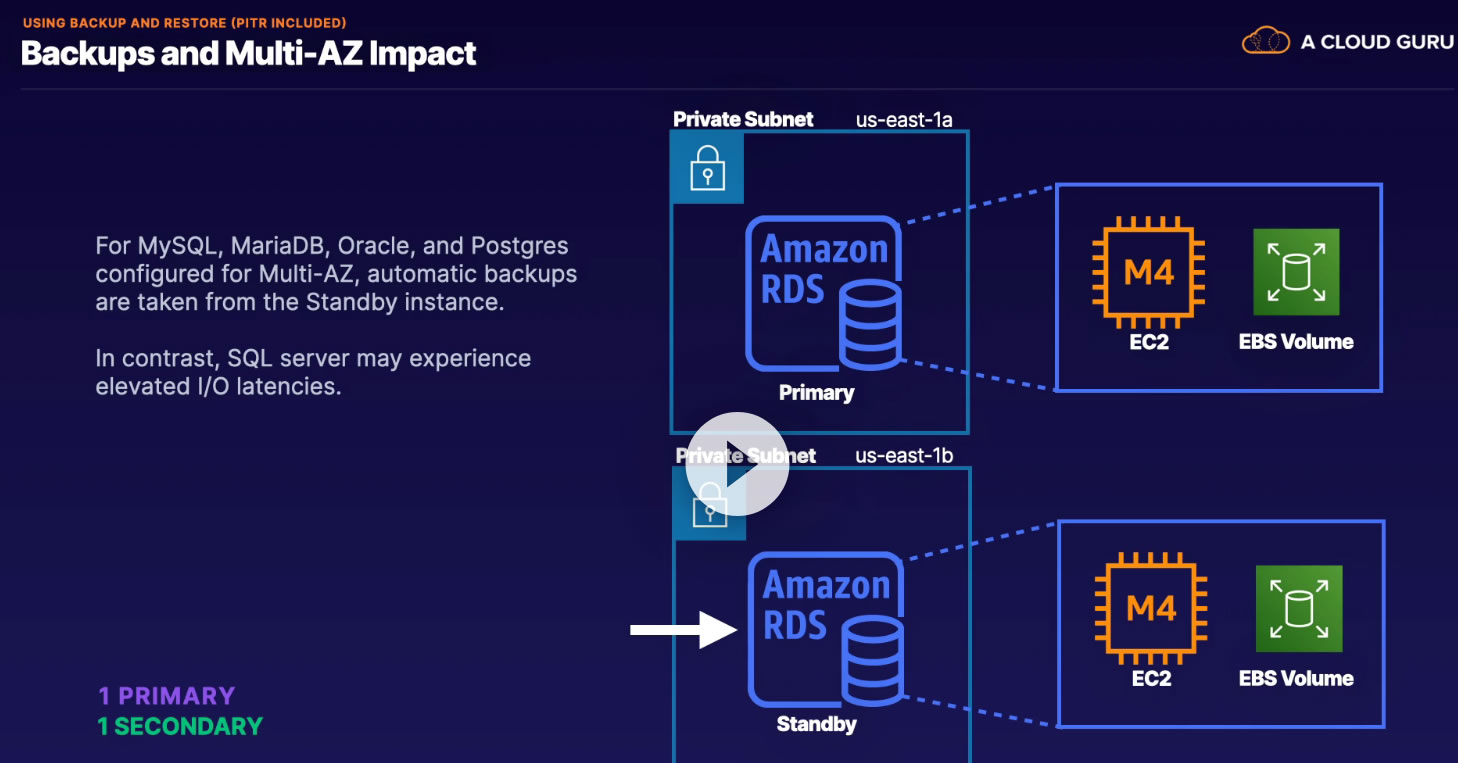 USING BACKUP AND RESTORE (PITR INCLUDED)
Backups and Multi-AZ Impact
A CLOUD GURU
For MySQL, MariaDB, Oracle, and Postgres
configured for Multi-AZ, automatic backups
are taken from the Standby instance.
In contrast, SQL server may experience
elevated I/O latencies.
1 PRIMARY
1 SECONDARY
Private Subnet us-east-1a
Amazon
RDS
Primary
M4
EC2
EBS Volume
Private Subnet us-east-1b
Amazon
RDS
Standby
M4
EC2
EBS Volume